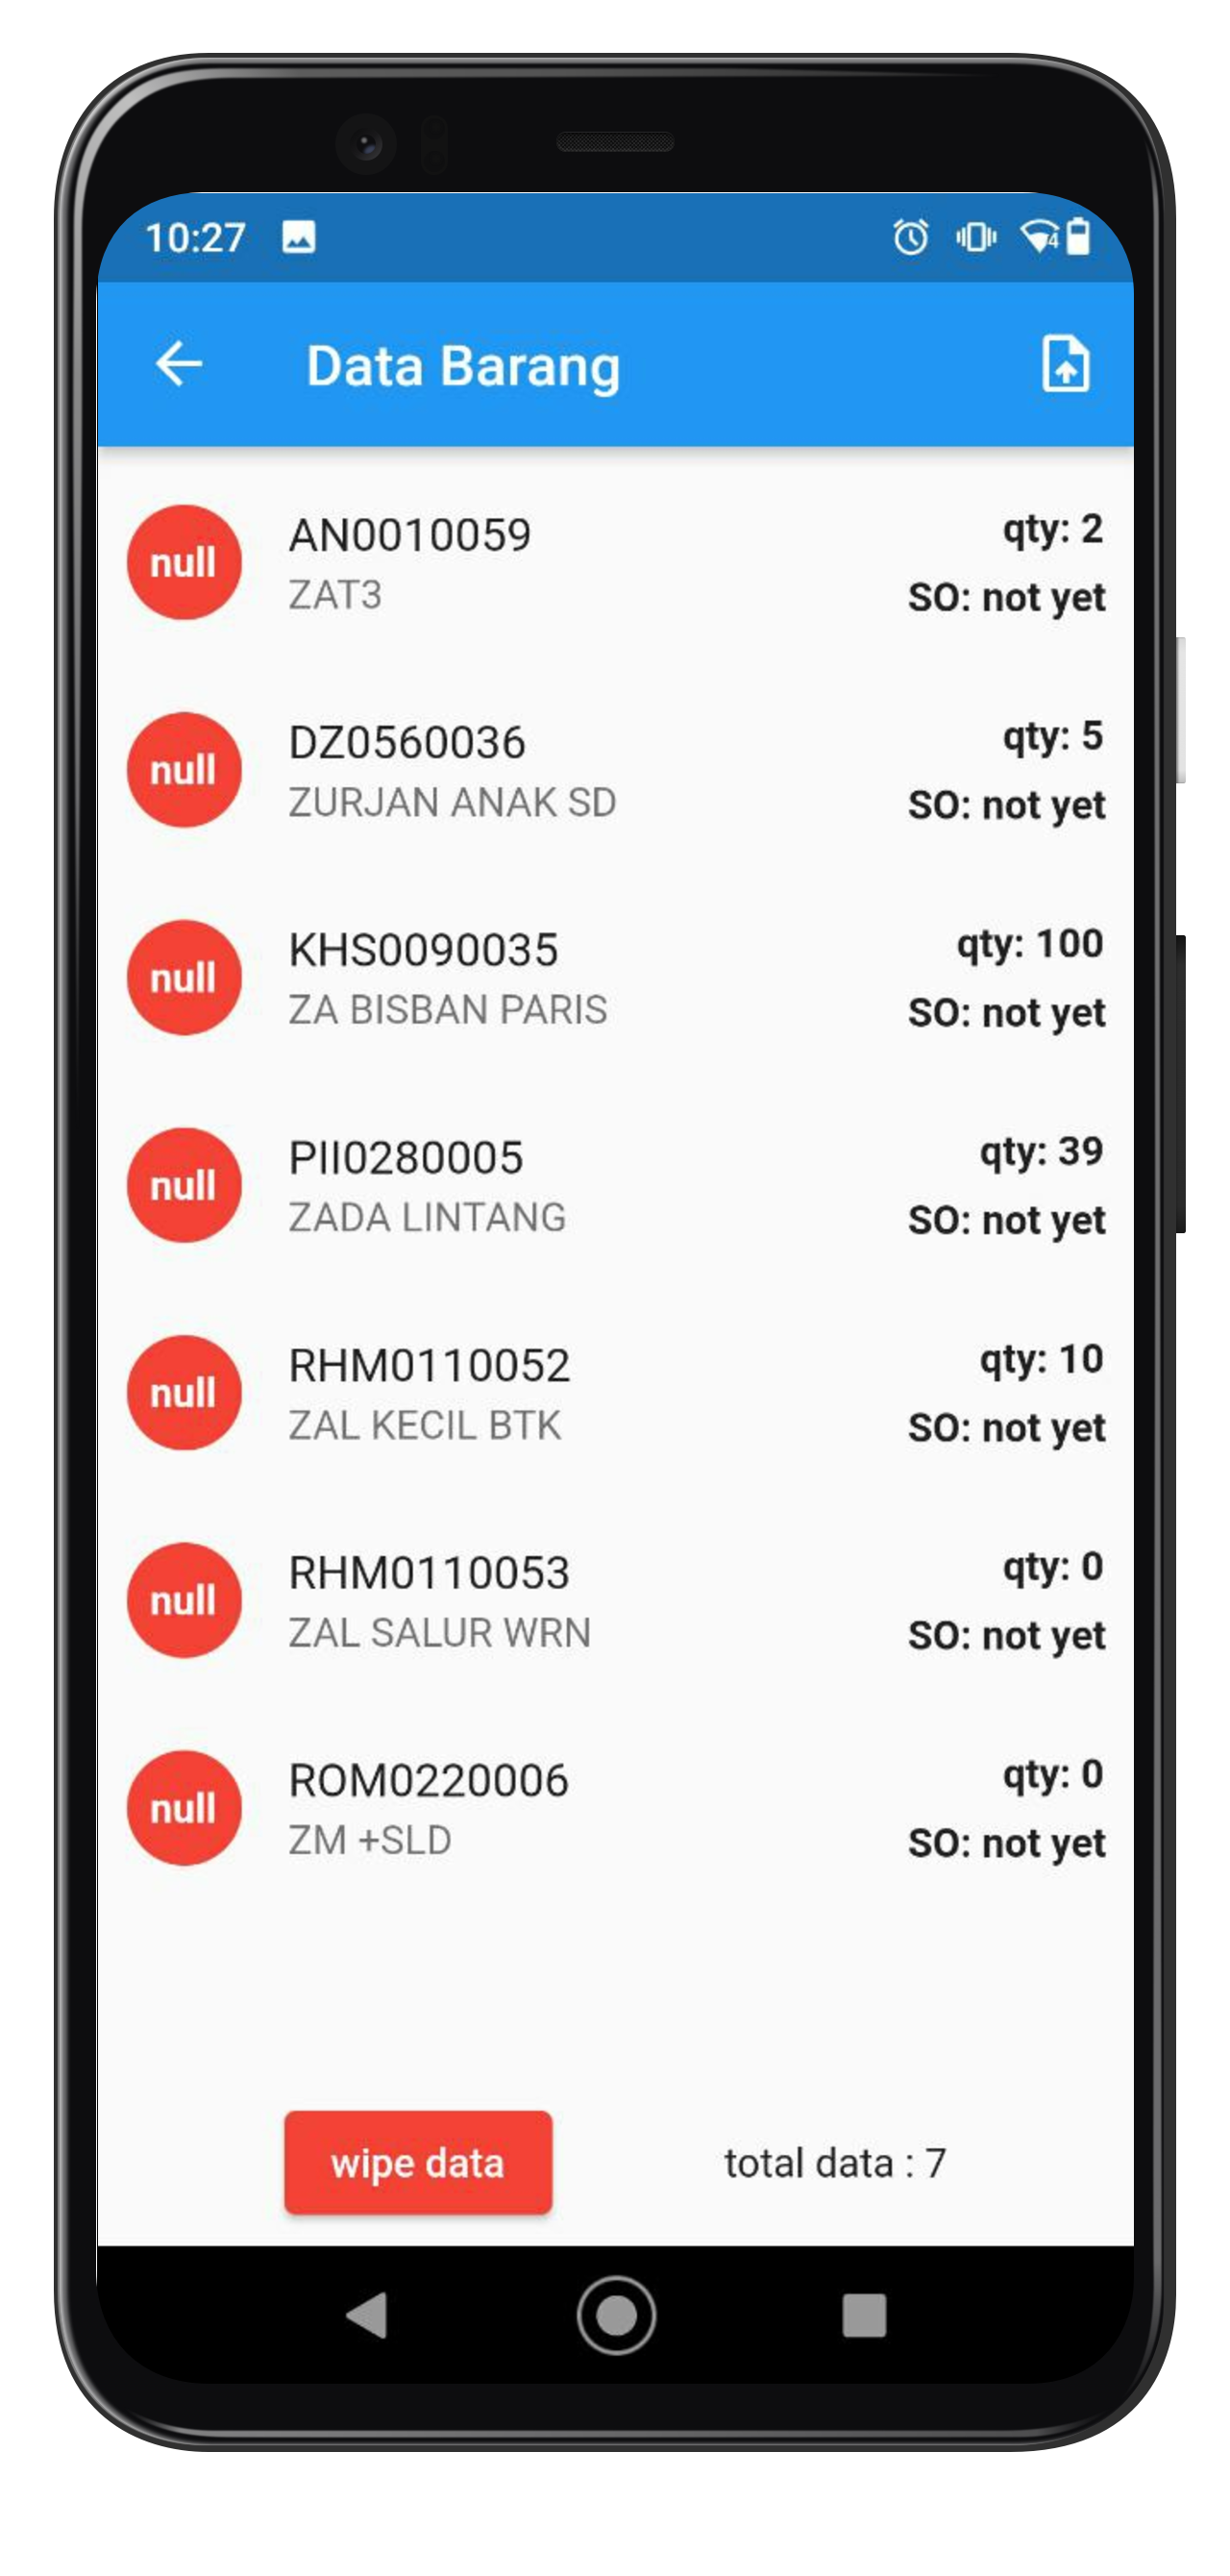 10:27
Data Barang
null
AN0010059
qty: 2
ZAT3
SO: not yet
null
DZ0560036
qty: 5
ZURJAN ANAK SD
SO: not yet
null
KHS0090035
qty: 100
ZA BISBAN PARIS
SO: not yet
null
PII0280005
qty: 39
ZADA LINTANG
SO: not yet
null
RHM0110052
qty: 10
ZAL KECIL BTK
SO: not yet
null
RHM0110053
qty: 0
ZAL SALUR WRN
SO: not yet
null
ROM0220006
qty: 0
ZM +SLD
SO: not yet
wipe data
total data : 7